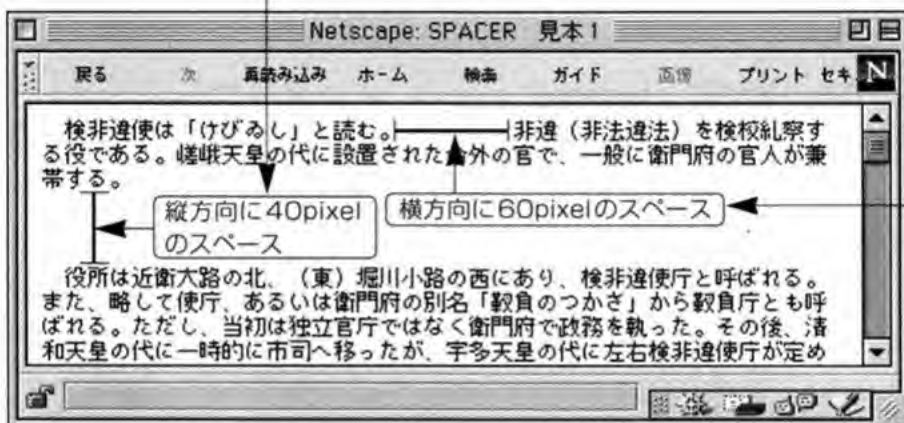 Netscape: SPACER 見本1
戻る 次 再読み込み ホーム 検索 ガイド 画像 プリント セキ N
検非違使は「けびゐし」と読む。 非違（非法違法）を検校糺察す
る役である。嵯峨天皇の代に設置された令外の官で、一般に衛門府の官人が兼
帯する。
縦方向に40pixel
のスペース
横方向に60pixelのスペース
役所は近衛大路の北、（東）堀川小路の西にあり、検非違使庁と呼ばれる。
また、略して使庁、あるいは衛門府の別名「靫負のつかさ」から靫負庁とも呼
ばれる。ただし、当初は独立官庁ではなく衛門府で政務を執った。その後、清
和天皇の代に一時的に市司へ移ったが、宇多天皇の代に左右検非違使庁が定め